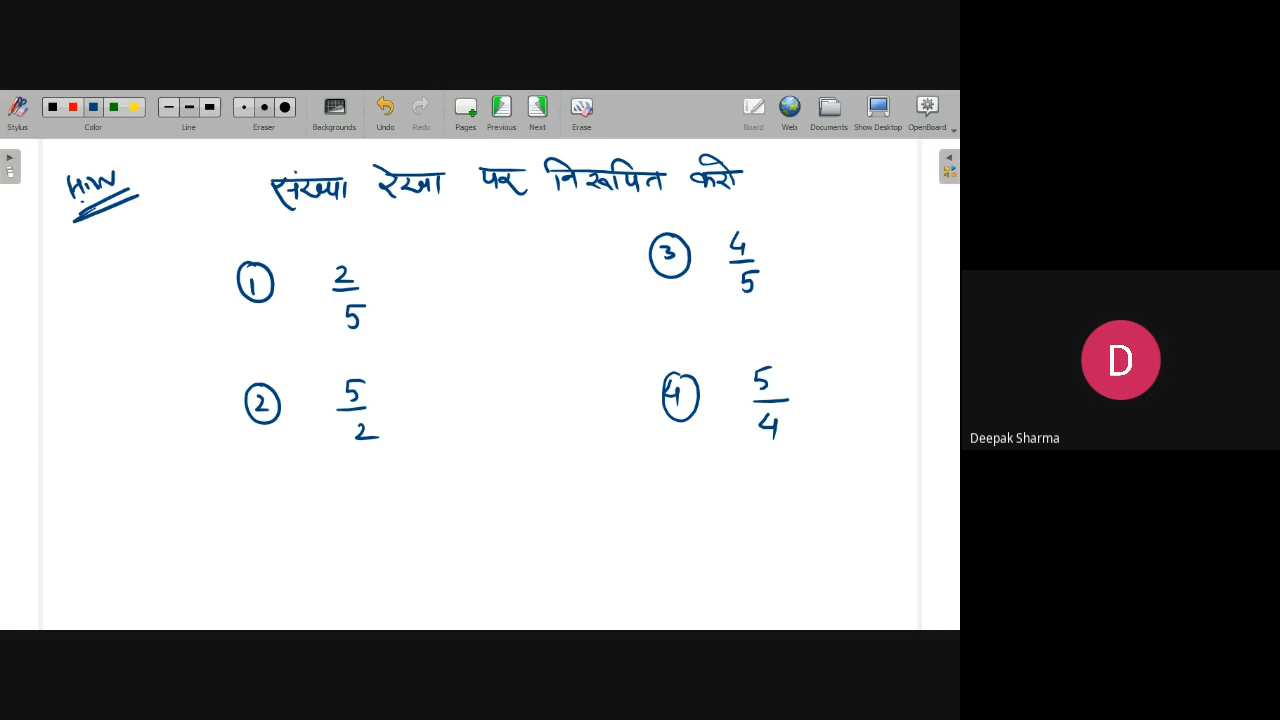 Stylus Color Line Eraser Backgrounds Undo Redo Pages Previous Next Erase Board Web Documents Show Desktop OpenBoard
H.W संख्या रेखा पर निरूपित करो
① 2/5
② 5/2
③ 4/5
④ 5/4
D
Deepak Sharma